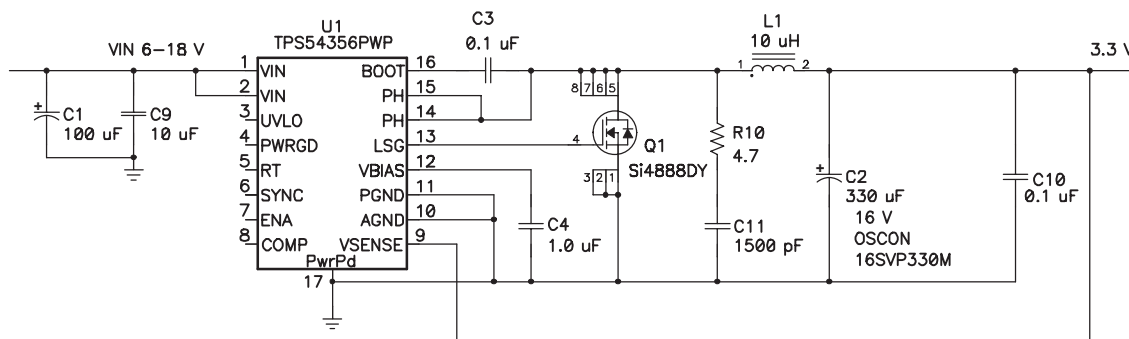 VIN 6–18 V
U1
TPS54356PWP
C3
0.1 uF
L1
10 uH
3.3 V
1 VIN BOOT 16
2 VIN PH 15
3 UVLO PH 14
4 PWRGD LSG 13
5 RT VBIAS 12
6 SYNC PGND 11
7 ENA AGND 10
8 COMP VSENSE 9
PwrPd
17
+
C1
100 uF
C9
10 uF
C4
1.0 uF
8 7 6 5
4
3 2 1
Q1
Si4888DY
1 2
R10
4.7
C11
1500 pF
+
C2
330 uF
16 V
OSCON
16SVP330M
C10
0.1 uF